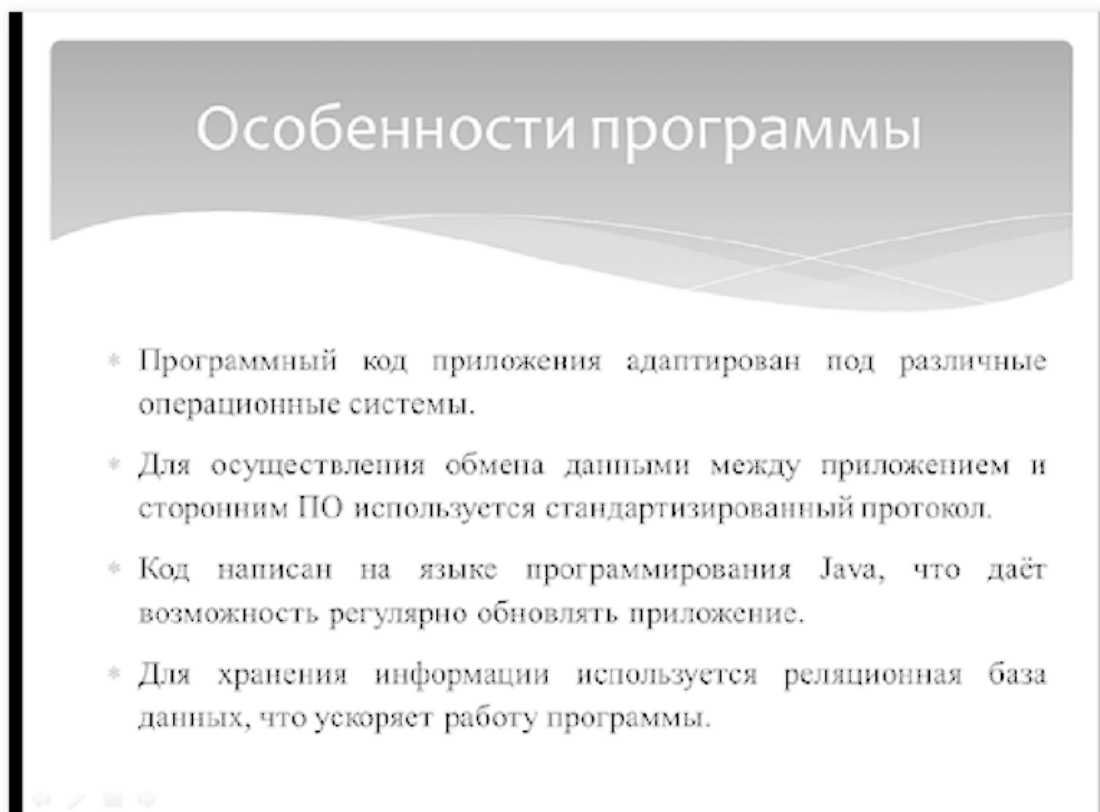 Особенности программы
* Программный код приложения адаптирован под различные
операционные системы.
* Для осуществления обмена данными между приложением и
сторонним ПО используется стандартизированный протокол.
* Код написан на языке программирования Java, что даёт
возможность регулярно обновлять приложение.
* Для хранения информации используется реляционная база
данных, что ускоряет работу программы.